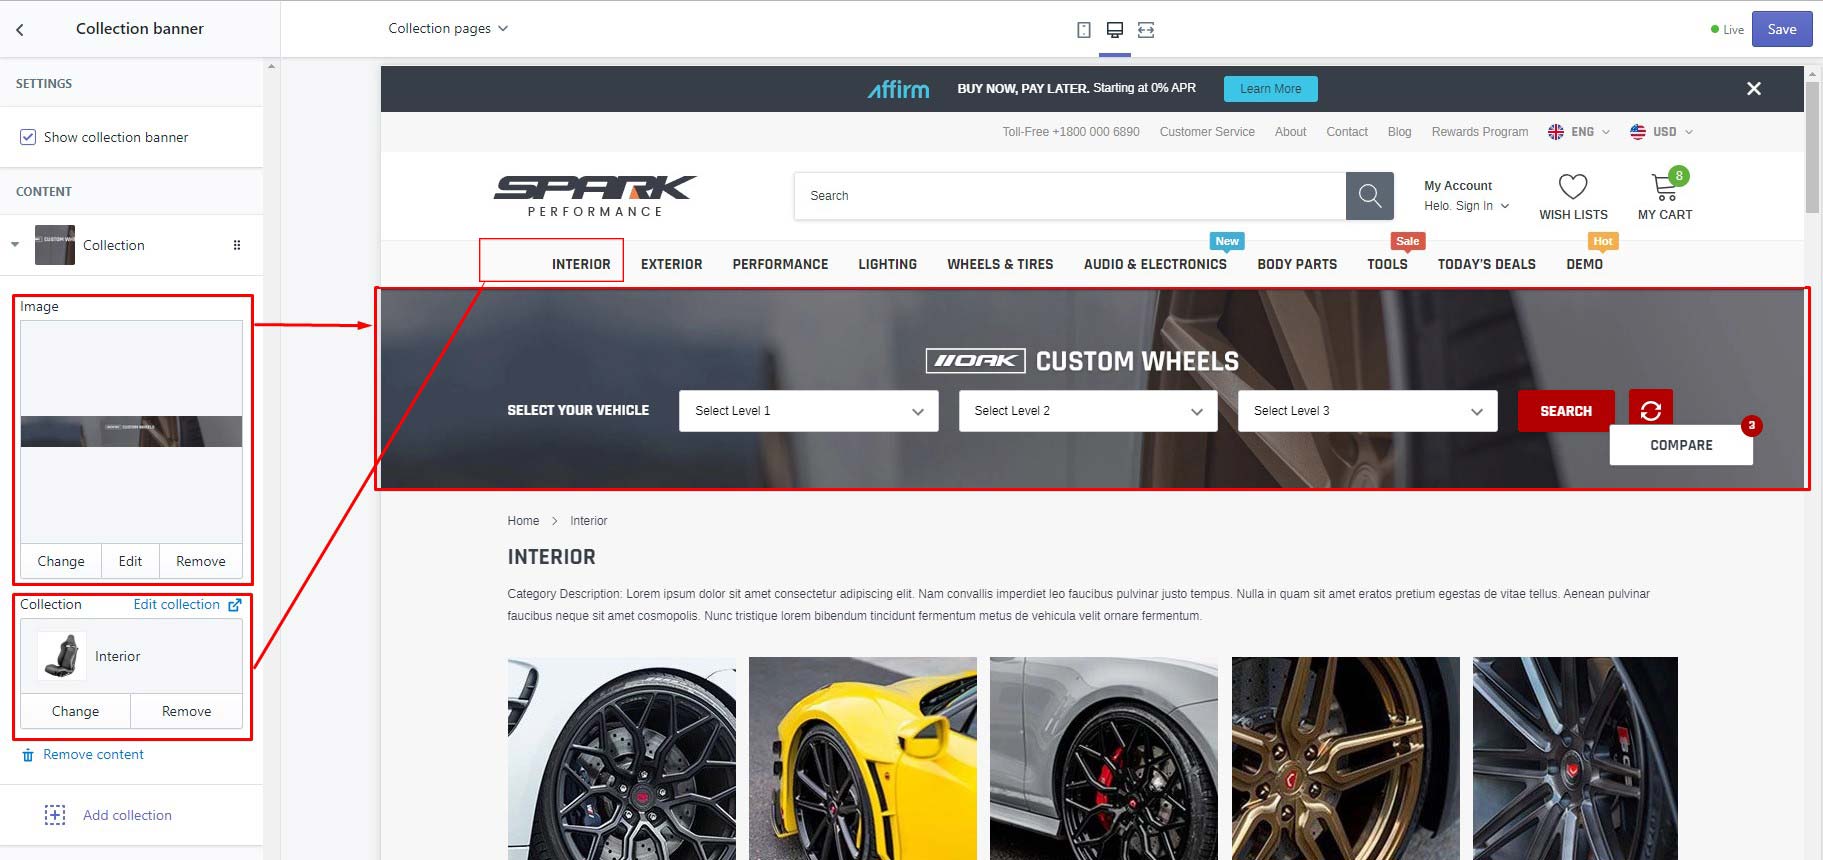 Collection banner
Collection pages
Live
Save
SETTINGS
Show collection banner
CONTENT
Collection
Image
Change
Edit
Remove
Collection
Edit collection
Interior
Change
Remove
Remove content
Add collection
affirm
BUY NOW, PAY LATER. Starting at 0% APR
Learn More
Toll-Free +1800 000 6890
Customer Service
About
Contact
Blog
Rewards Program
ENG
USD
SPARK
PERFORMANCE
Search
My Account
Helo. Sign In
WISH LISTS
8
MY CART
New
Sale
Hot
INTERIOR
EXTERIOR
PERFORMANCE
LIGHTING
WHEELS & TIRES
AUDIO & ELECTRONICS
BODY PARTS
TOOLS
TODAY'S DEALS
DEMO
OAK CUSTOM WHEELS
SELECT YOUR VEHICLE
Select Level 1
Select Level 2
Select Level 3
SEARCH
3
COMPARE
Home > Interior
INTERIOR
Category Description: Lorem ipsum dolor sit amet consectetur adipiscing elit. Nam convallis imperdiet leo faucibus pulvinar justo tempus. Nulla in quam sit amet eratos pretium egestas de vitae tellus. Aenean pulvinar
faucibus neque sit amet cosmopolis. Nunc tristique lorem bibendum tincidunt fermentum metus de vehicula velit ornare fermentum.